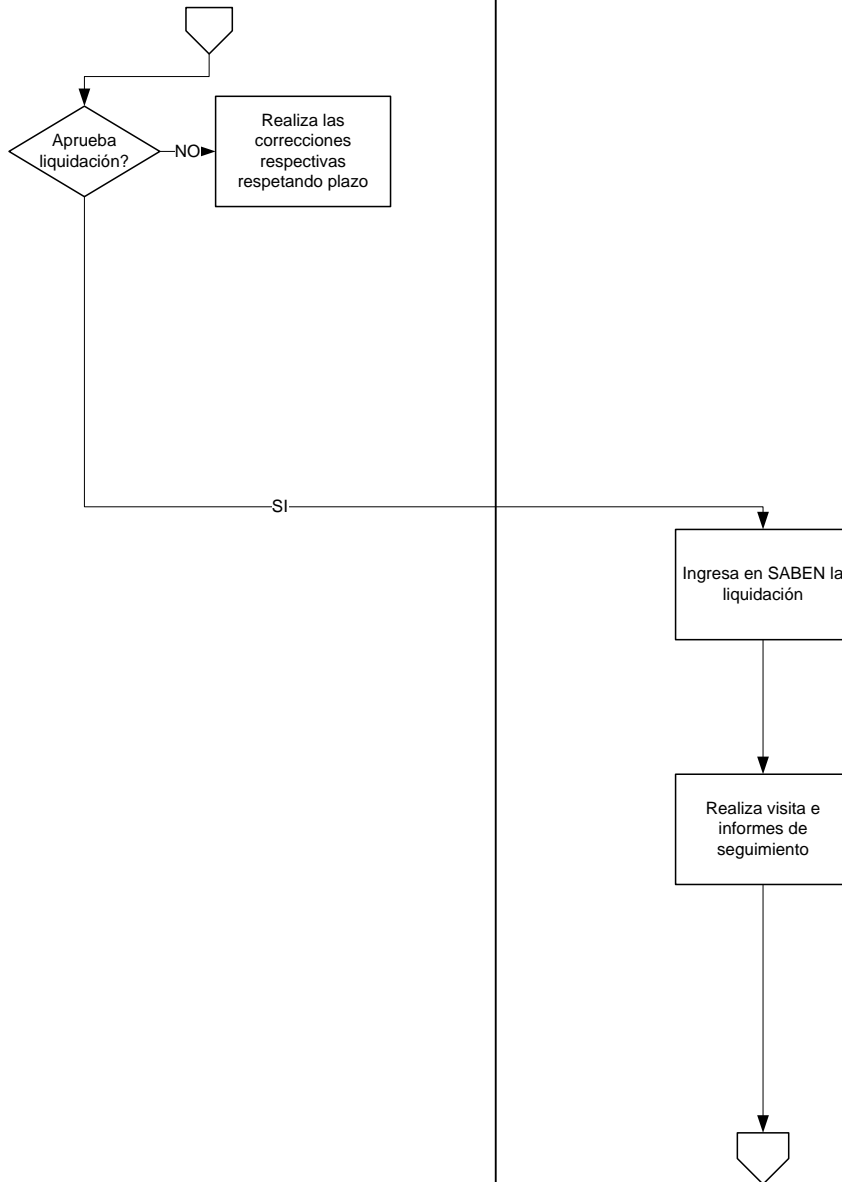 Aprueba
liquidación?
NO
Realiza las
correcciones
respectivas
respetando plazo
SI
Ingresa en SABEN la
liquidación
Realiza visita e
informes de
seguimiento